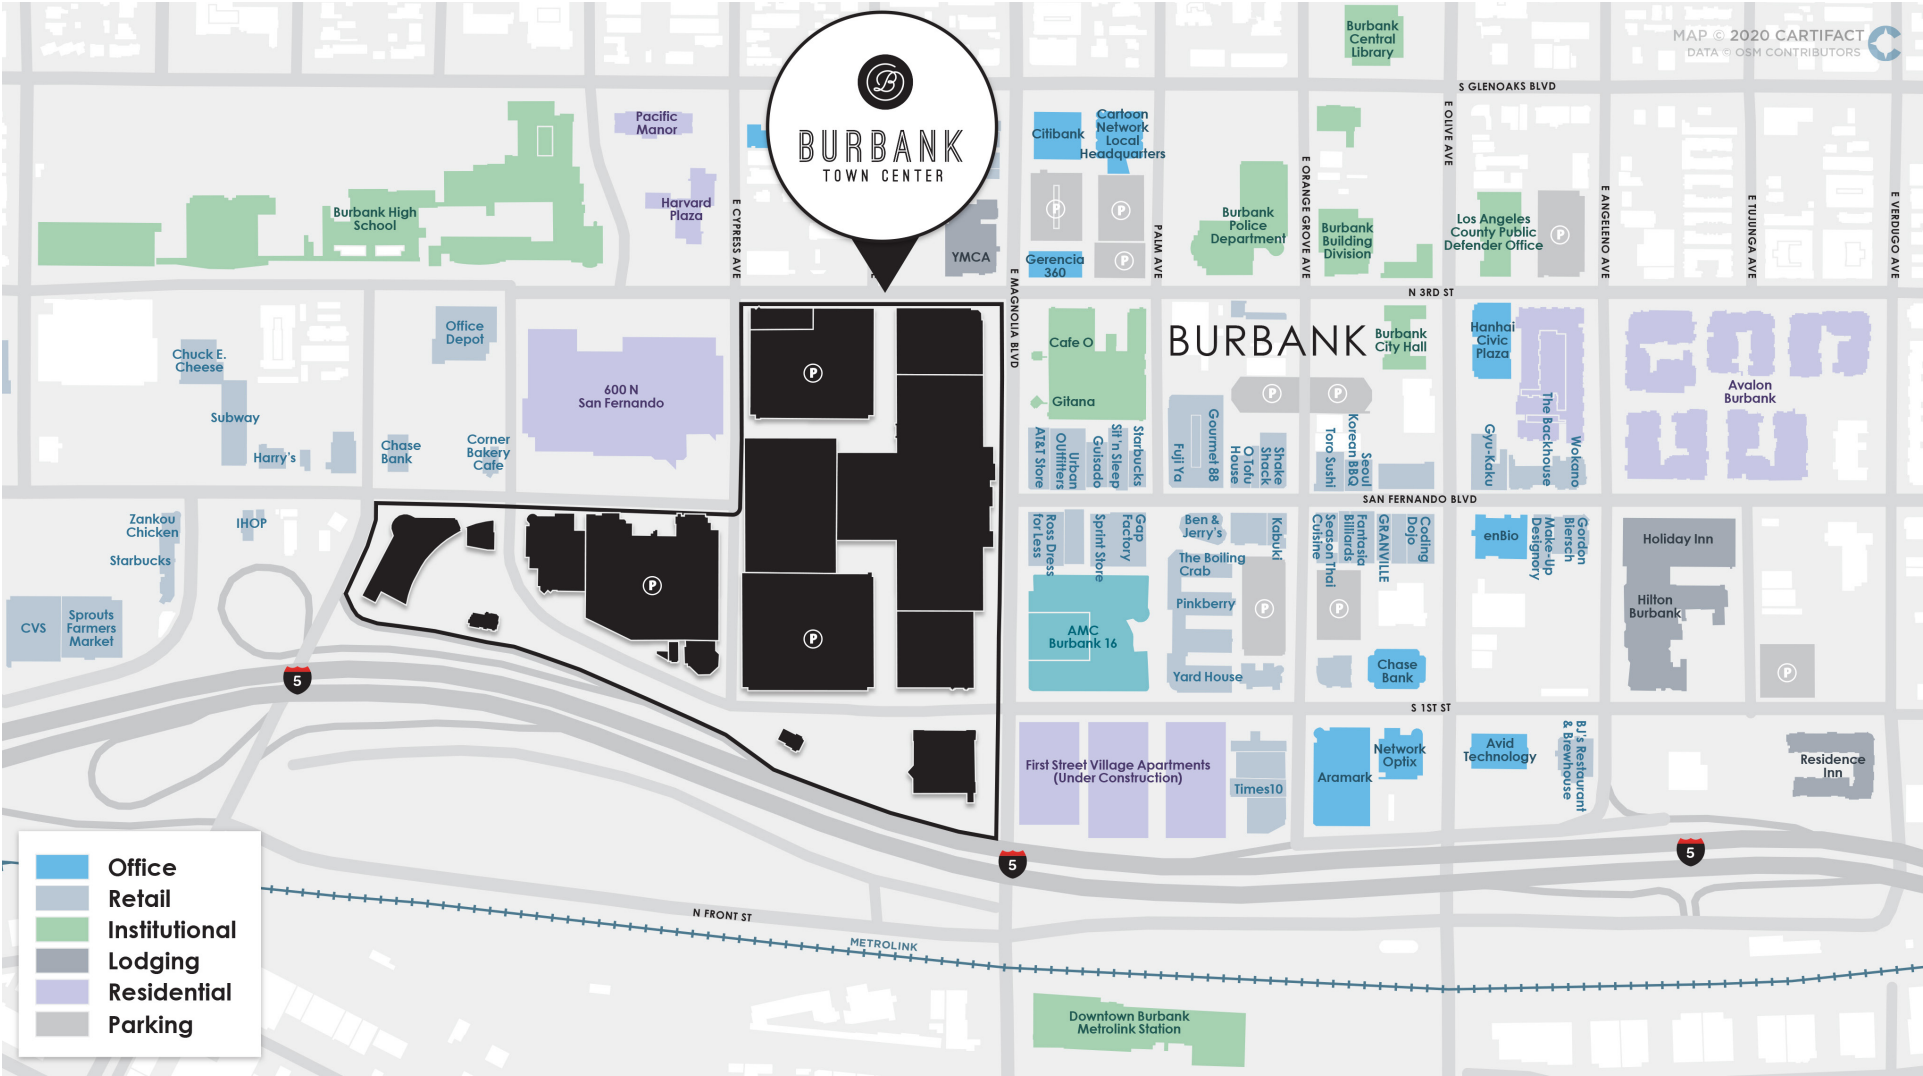 Burbank
Central
Library
MAP © 2020 CARTIFACT
DATA © OSM CONTRIBUTORS
S GLENOAKS BLVD
B
BURBANK
TOWN CENTER
Pacific
Manor
Harvard
Plaza
Burbank High
School
E CYPRESS AVE
YMCA
Citibank
Cartoon
Network
Local
Headquarters
P
P
P
Gerencia
360
PALM AVE
Burbank
Police
Department
E ORANGE GROVE AVE
Burbank
Building
Division
E OLIVE AVE
Los Angeles
County Public
Defender Office
P
E ANGELENO AVE
E TUJUNGA AVE
E VERDUGO AVE
N 3RD ST
E MAGNOLIA BLVD
Office
Depot
Chuck E.
Cheese
Subway
Harry's
Chase
Bank
Corner
Bakery
Cafe
600 N
San Fernando
P
Cafe O
Gitana
BURBANK
Burbank
City Hall
Hanhai
Civic
Plaza
Avalon
Burbank
P
P
AT&T Store
Urban
OUtfitters
Guisado
Sit 'n Sleep
Starbucks
Fuji Ya
Gourmet 88
O Tofu
House
Shake
Shack
Toro Sushi
Seoul
Korean BBQ
Gyu-Kaku
The Backhouse
Wokano
SAN FERNANDO BLVD
Zankou
Chicken
Starbucks
IHOP
CVS
Sprouts
Farmers
Market
P
P
Ross Dress
for Less
Sprint Store
Gap
Factory
Ben &
Jerry's
Kabuki
The Boiling
Crab
Pinkberry
Yard House
P
Season Thai
Cuisine
Fantasia
Billiards
GRANVILLE
Coding
Dojo
P
enBio
Make-Up
Designory
Gordon
Biersch
Holiday Inn
Hilton
Burbank
P
AMC
Burbank 16
Chase
Bank
5
S 1ST ST
First Street Village Apartments
(Under Construction)
Times10
Aramark
Network
Optix
Avid
Technology
BJ's Restaurant
& Brewhouse
Residence
Inn
5
5
Office
Retail
Institutional
Lodging
Residential
Parking
N FRONT ST
METROLINK
Downtown Burbank
Metrolink Station